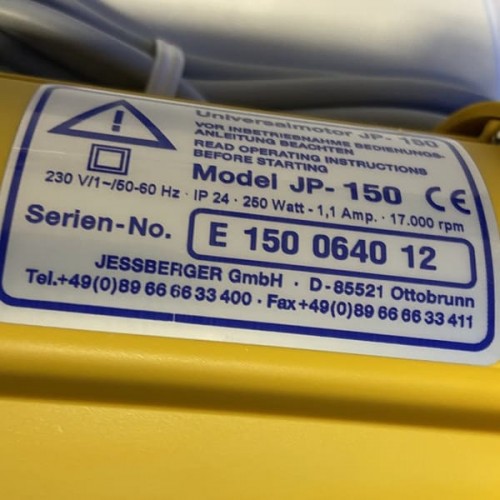 Universalmotor JP- 150
VOR INBETRIEBNAHME BEDIENUNGS-
ANLEITUNG BEACHTEN
READ OPERATING INSTRUCTIONS
BEFORE STARTING
Model JP- 150 CE
230 V/1~/50-60 Hz · IP 24 · 250 Watt - 1,1 Amp. · 17.000 rpm
Serien-No. E 150 0640 12
JESSBERGER GmbH · D-85521 Ottobrunn
Tel.+49(0)89 66 66 33 400 · Fax+49(0)89 66 66 33 411